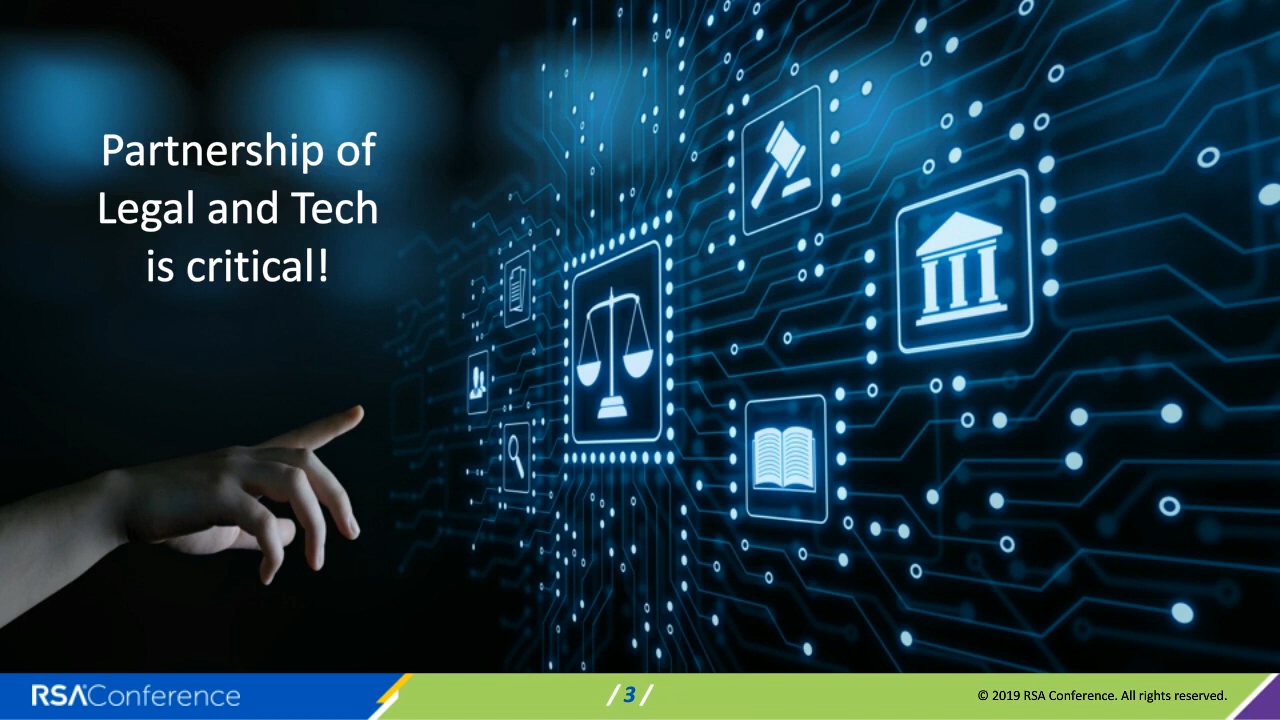 Partnership of
Legal and Tech
is critical!
RSAConference
/ 3 /
© 2019 RSA Conference. All rights reserved.